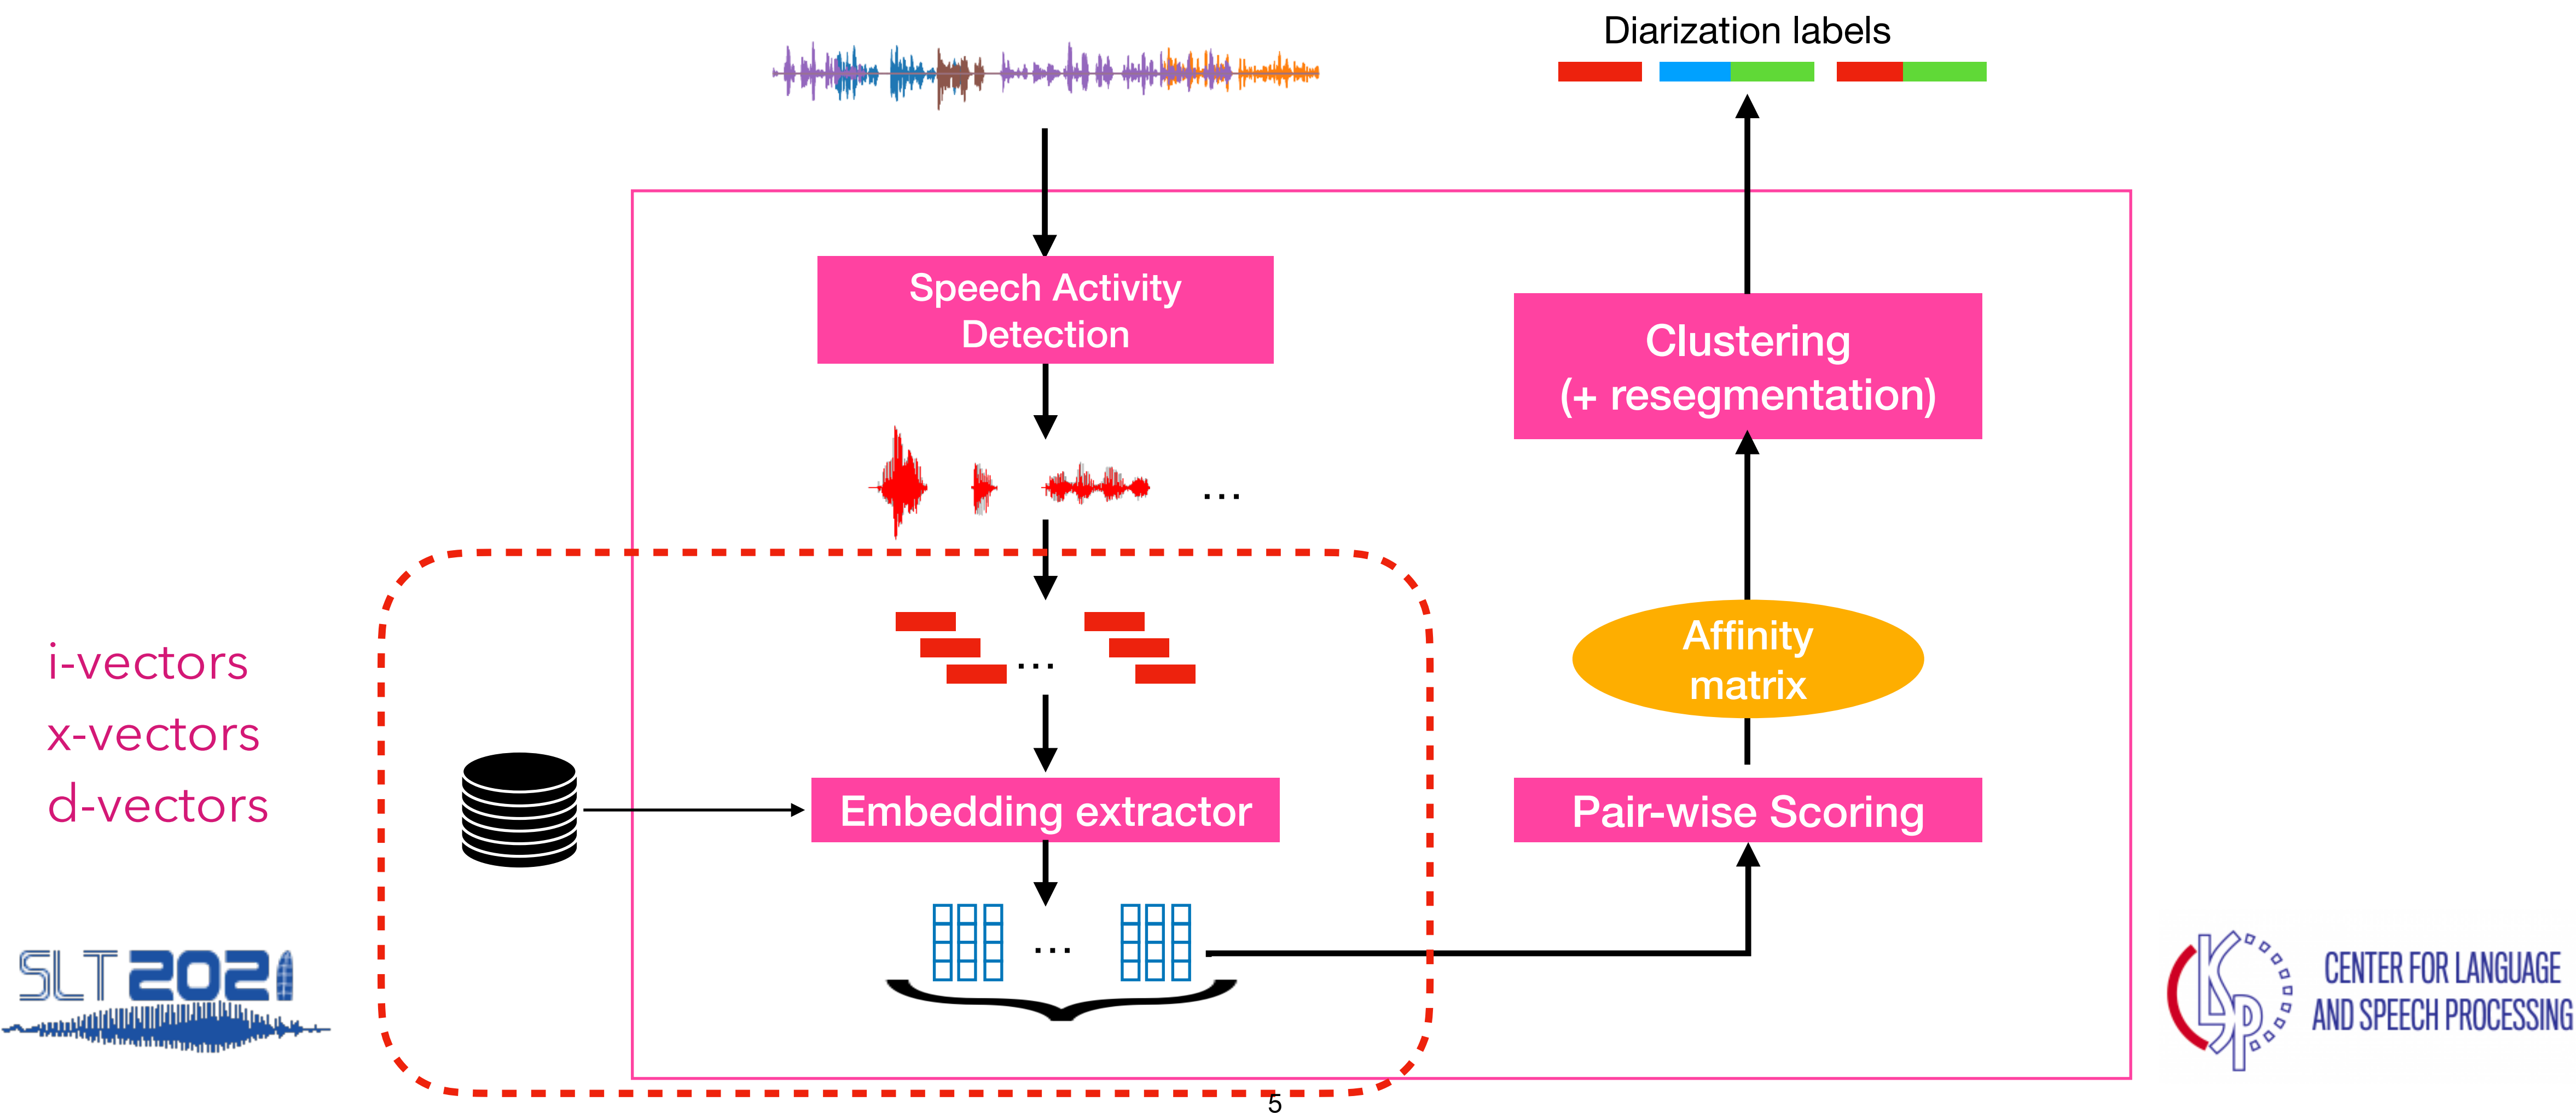 Diarization labels
Speech Activity
Detection
Clustering
(+ resegmentation)
...
i-vectors
x-vectors
d-vectors
...
Affinity
matrix
Embedding extractor
Pair-wise Scoring
...
SLT 2021
CLSP
CENTER FOR LANGUAGE
AND SPEECH PROCESSING
5